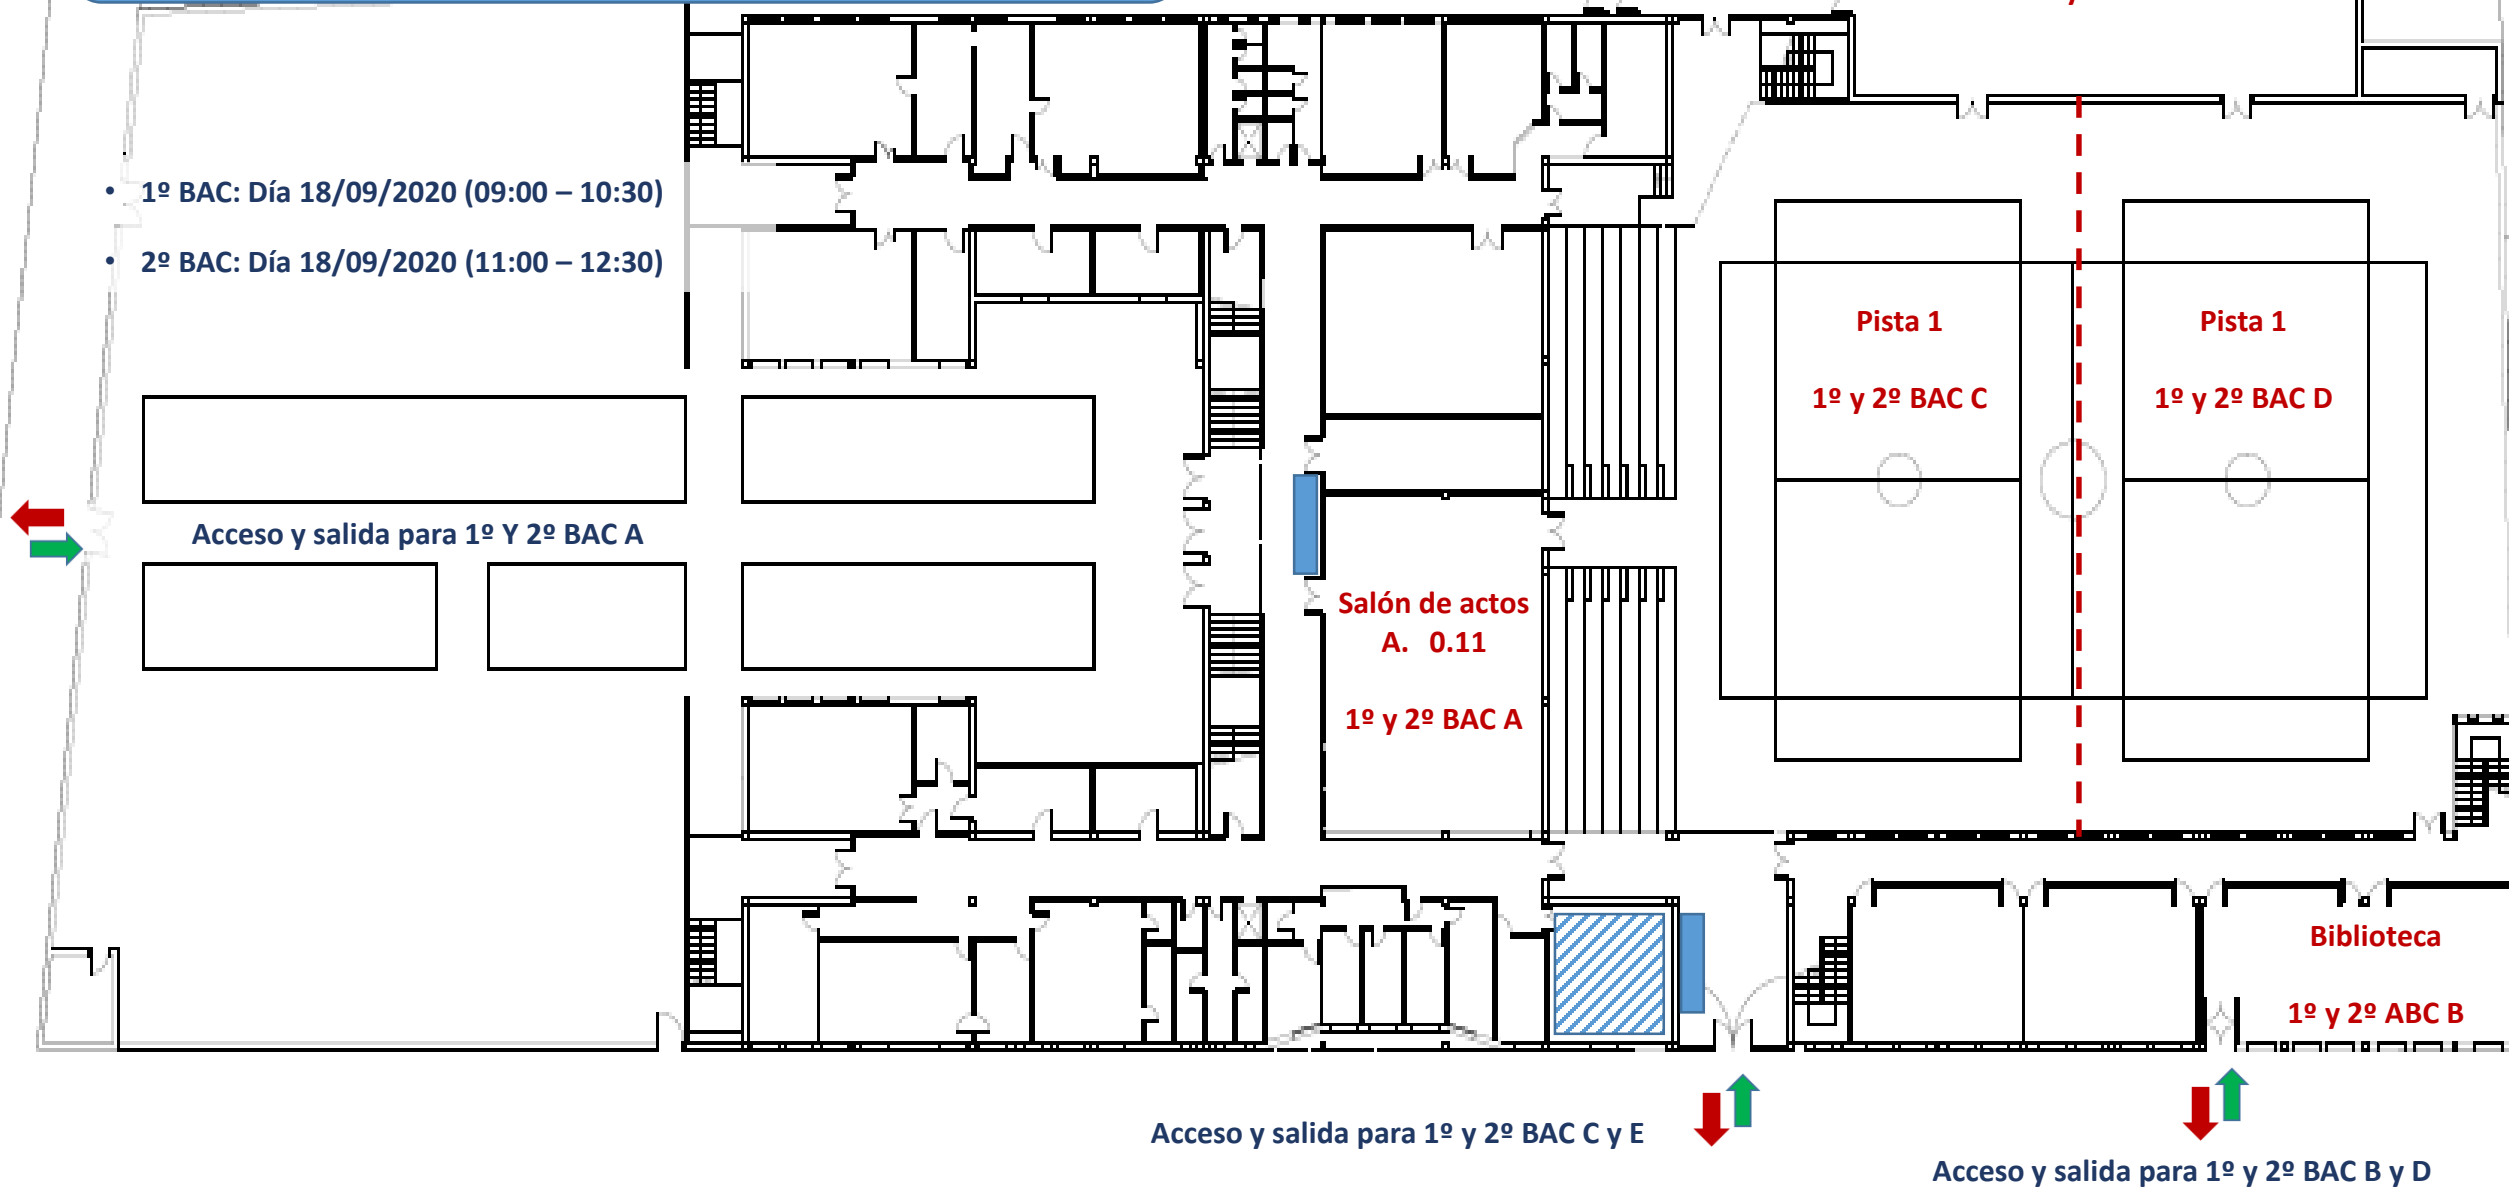 • 1º BAC: Día 18/09/2020 (09:00 – 10:30)
• 2º BAC: Día 18/09/2020 (11:00 – 12:30)
Pista 1
1º y 2º BAC C
Pista 1
1º y 2º BAC D
Acceso y salida para 1º Y 2º BAC A
Salón de actos
A. 0.11
1º y 2º BAC A
Biblioteca
1º y 2º ABC B
Acceso y salida para 1º y 2º BAC C y E
Acceso y salida para 1º y 2º BAC B y D